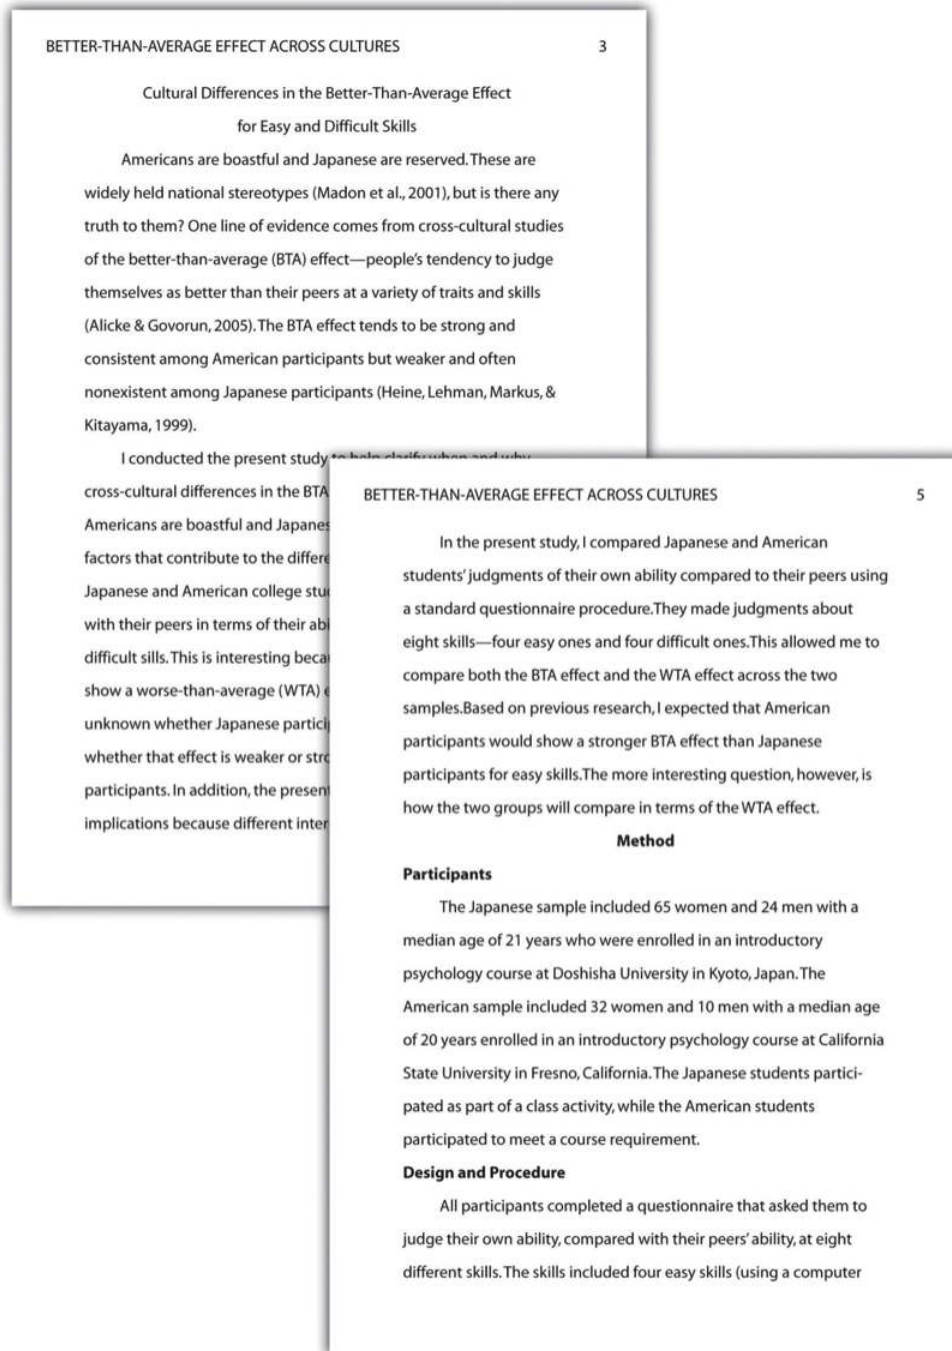 BETTER-THAN-AVERAGE EFFECT ACROSS CULTURES 3
Cultural Differences in the Better-Than-Average Effect
for Easy and Difficult Skills
Americans are boastful and Japanese are reserved. These are
widely held national stereotypes (Madon et al., 2001), but is there any
truth to them? One line of evidence comes from cross-cultural studies
of the better-than-average (BTA) effect—people's tendency to judge
themselves as better than their peers at a variety of traits and skills
(Alicke & Govorun, 2005). The BTA effect tends to be strong and
consistent among American participants but weaker and often
nonexistent among Japanese participants (Heine, Lehman, Markus, &
Kitayama, 1999).
I conducted the present study to help clarify when and why
cross-cultural differences in the BTA
Americans are boastful and
factors that contribute to the
Japanese and American college
with their peers in terms of their
difficult sills. This is interesting
show a worse-than-average (WTA)
unknown whether Japanese
whether that effect is weaker or
participants. In addition, the
implications because different
BETTER-THAN-AVERAGE EFFECT ACROSS CULTURES 5
In the present study, I compared Japanese and American
students' judgments of their own ability compared to their peers using
a standard questionnaire procedure.They made judgments about
eight skills—four easy ones and four difficult ones.This allowed me to
compare both the BTA effect and the WTA effect across the two
samples.Based on previous research, I expected that American
participants would show a stronger BTA effect than Japanese
participants for easy skills.The more interesting question, however, is
how the two groups will compare in terms of the WTA effect.
Method
Participants
The Japanese sample included 65 women and 24 men with a
median age of 21 years who were enrolled in an introductory
psychology course at Doshisha University in Kyoto, Japan. The
American sample included 32 women and 10 men with a median age
of 20 years enrolled in an introductory psychology course at California
State University in Fresno, California. The Japanese students partici-
pated as part of a class activity, while the American students
participated to meet a course requirement.
Design and Procedure
All participants completed a questionnaire that asked them to
judge their own ability, compared with their peers' ability, at eight
different skills. The skills included four easy skills (using a computer